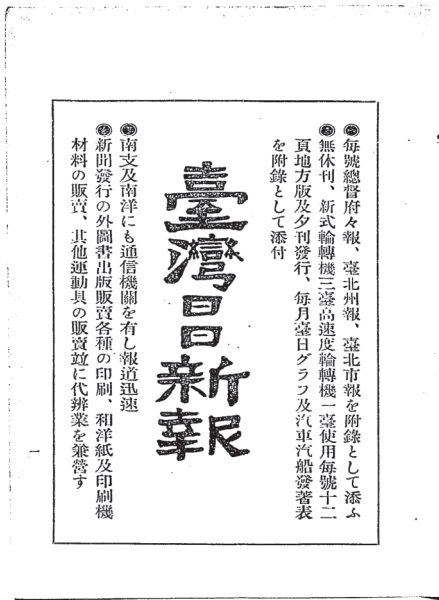 每號總督府々報、臺北州報、臺北市報を附錄として添ふ
無休刊、新式輪轉機三臺高速度輪轉機一臺使用每號十二
頁地方版及夕刊發行、每月臺日グラフ及汽車汽船發著表
を附錄として添付
臺灣日日新報
南支及南洋にも通信機關を有し報道迅速
新聞發行の外圖書出版販賣各種の印刷、和洋紙及印刷機
材料の販賣、其他運動具の販賣竝に代辨業を兼營す
一